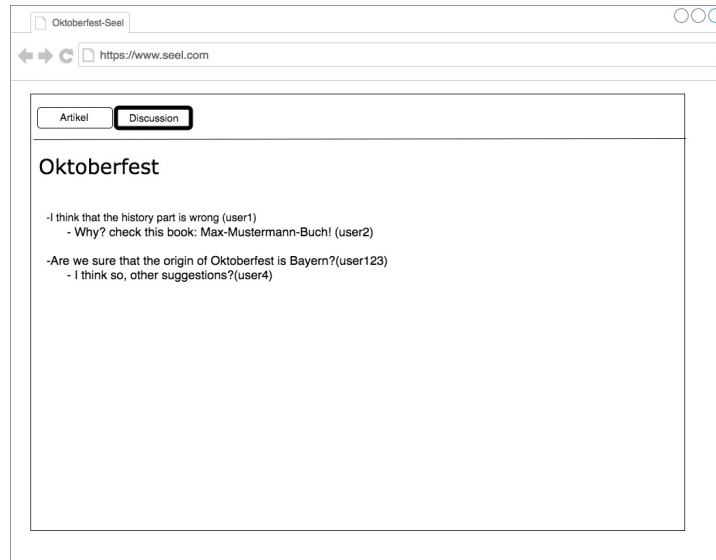 Oktoberfest-Seel
https://www.seel.com
Artikel
Discussion
Oktoberfest
-I think that the history part is wrong (user1)
- Why? check this book: Max-Mustermann-Buch! (user2)
-Are we sure that the origin of Oktoberfest is Bayern?(user123)
- I think so, other suggestions?(user4)